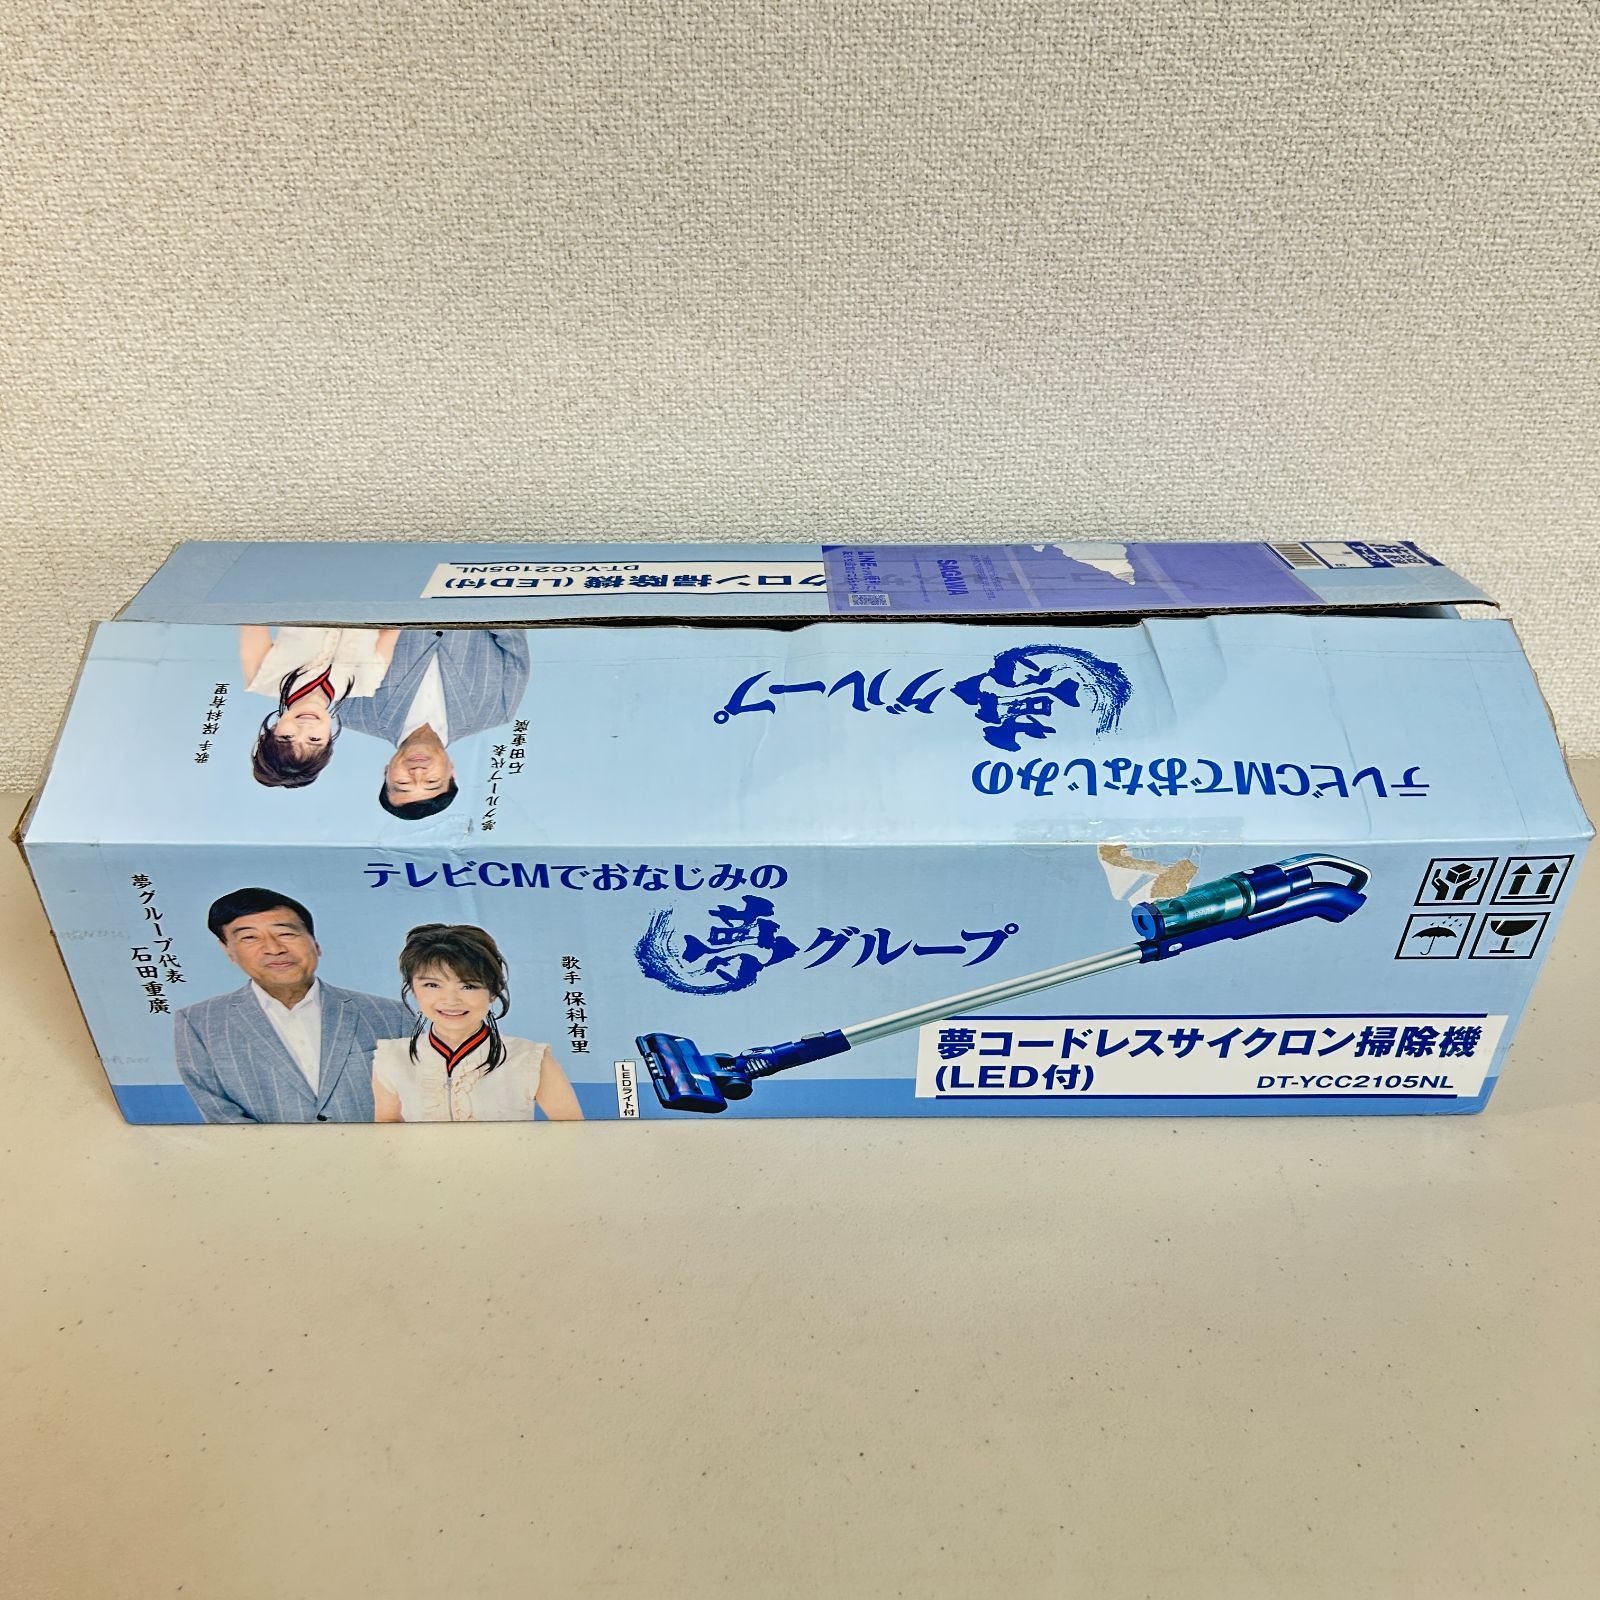 クロン掃除機 (LED付)
DT-YCC2105NL
SAGAWA
歌手 保科有里
夢グループ代表
石田重廣
夢グループ
テレビCMでおなじみの
テレビCMでおなじみの
夢グループ
夢グループ代表
石田重廣
歌手 保科有里
LEDライト付
夢コードレスサイクロン掃除機
(LED付)
DT-YCC2105NL